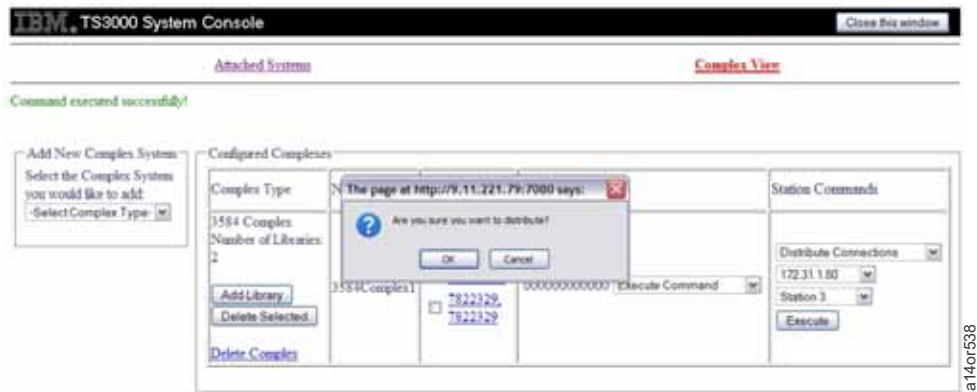 IBM. TS3000 System Console
Close this window
Attached Systems
Complex View
Command executed successfully!
Add New Complex System
Select the Complex System
you would like to add:
-Select Complex Type-
Configured Complexes
Complex Type
N
Station Commands
3584 Complex
Number of Libraries:
2
Add Library
Delete Selected
Delete Complex
3584Complex1
7822329,
7822329
000000000000
Execute Command
The page at http://9.11.221.79:7080 says:
Are you sure you want to distribute?
OK
Cancel
Distribute Connections
172.31.1.80
Station 3
Execute
a14or538